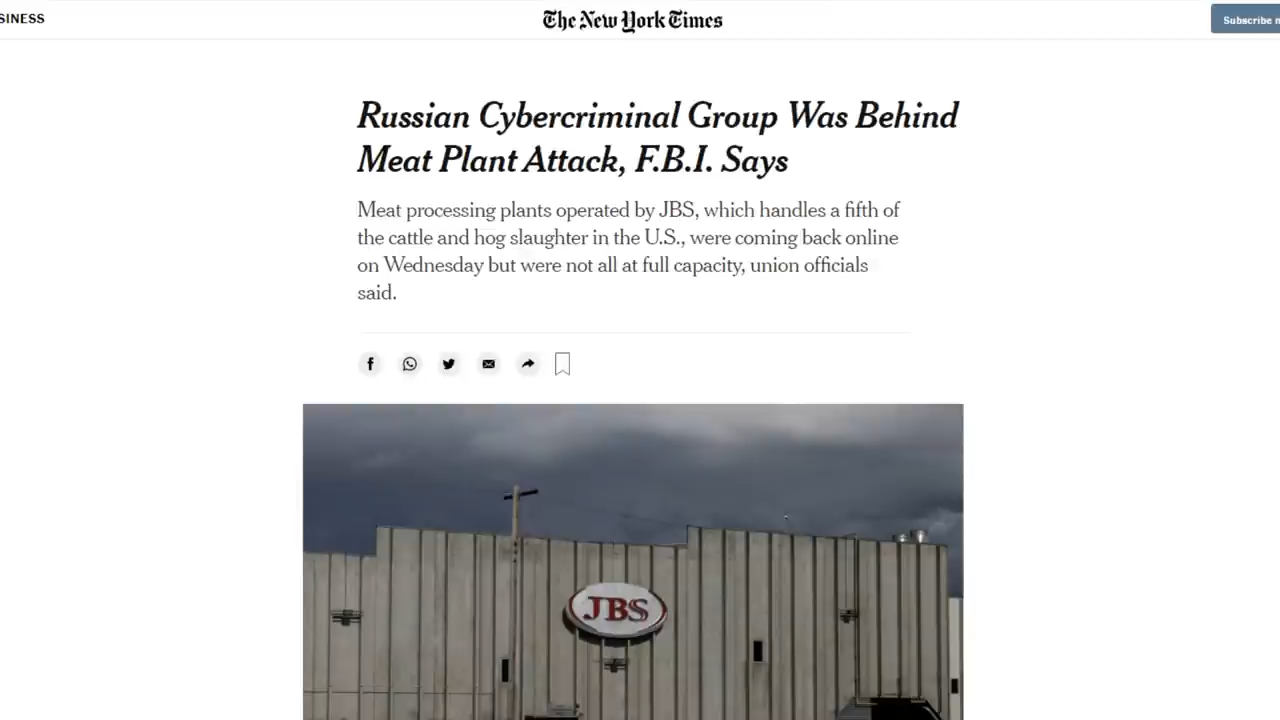 SINESS
The New York Times
Subscribe n
Russian Cybercriminal Group Was Behind
Meat Plant Attack, F.B.I. Says
Meat processing plants operated by JBS, which handles a fifth of
the cattle and hog slaughter in the U.S., were coming back online
on Wednesday but were not all at full capacity, union officials
said.
JBS